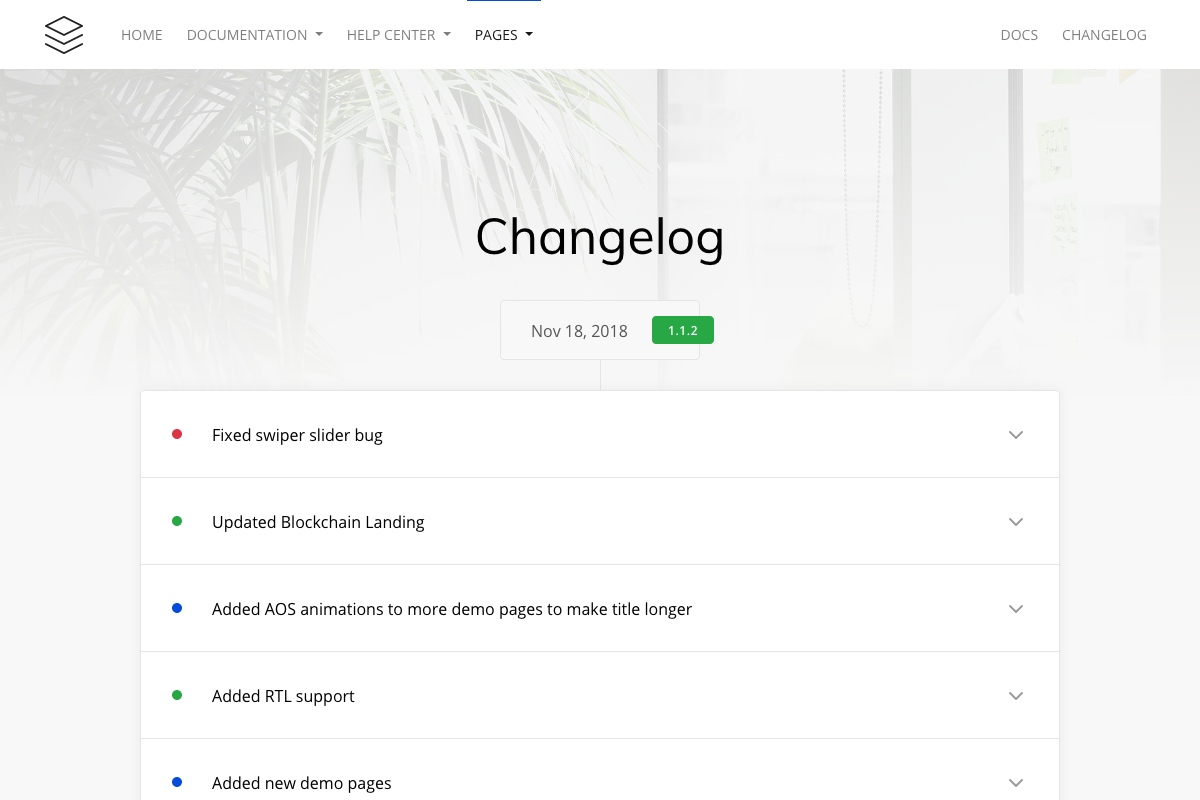 HOME DOCUMENTATION HELP CENTER PAGES DOCS CHANGELOG
Changelog
Nov 18, 2018 1.1.2
Fixed swiper slider bug
Updated Blockchain Landing
Added AOS animations to more demo pages to make title longer
Added RTL support
Added new demo pages